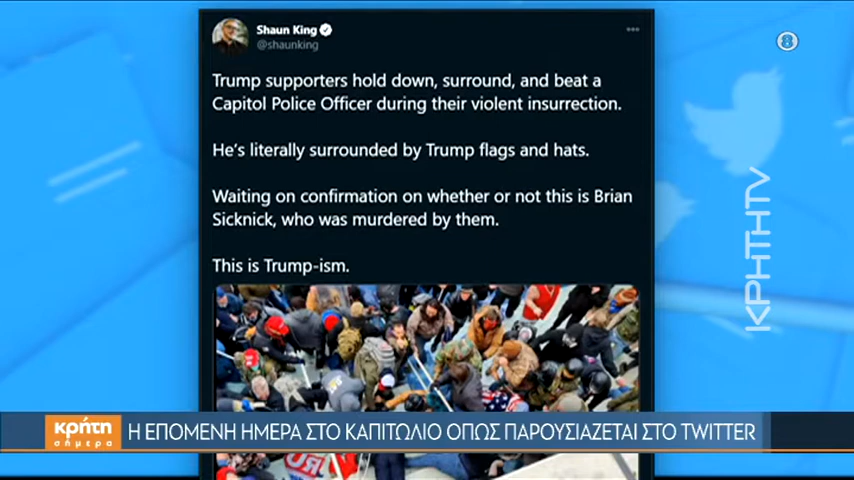 Shaun King
@shaunking
Trump supporters hold down, surround, and beat a
Capitol Police Officer during their violent insurrection.
He's literally surrounded by Trump flags and hats.
Waiting on confirmation on whether or not this is Brian
Sicknick, who was murdered by them.
This is Trump-ism.
8
ΚΡΗΤΗTV
κρήτη
σήμερα
Η ΕΠΟΜΕΝΗ ΗΜΕΡΑ ΣΤΟ ΚΑΠΙΤΩΛΙΟ ΟΠΩΣ ΠΑΡΟΥΣΙΑΖΕΤΑΙ ΣΤΟ TWITTER